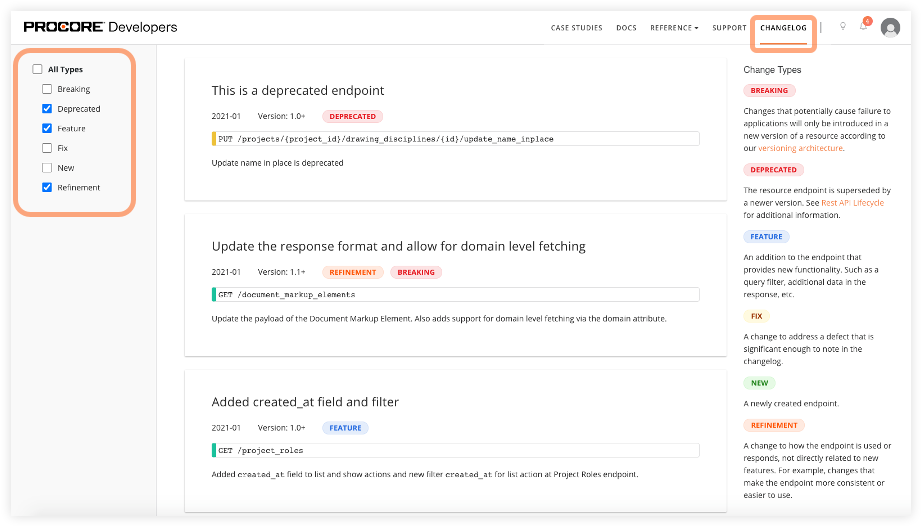 PROCORE Developers
CASE STUDIES DOCS REFERENCE SUPPORT CHANGELOG 4
All Types
Breaking
Deprecated
Feature
Fix
New
Refinement
This is a deprecated endpoint
2021-01 Version: 1.0+ DEPRECATED
PUT /projects/{project_id}/drawing_disciplines/{id}/update_name_inplace
Update name in place is deprecated
Update the response format and allow for domain level fetching
2021-01 Version: 1.1+ REFINEMENT BREAKING
GET /document_markup_elements
Update the payload of the Document Markup Element. Also adds support for domain level fetching via the domain attribute.
Added created_at field and filter
2021-01 Version: 1.0+ FEATURE
GET /project_roles
Added created_at field to list and show actions and new filter created_at for list action at Project Roles endpoint.
Change Types
BREAKING
Changes that potentially cause failure to
applications will only be introduced in a
new version of a resource according to
our versioning architecture.
DEPRECATED
The resource endpoint is superseded by
a newer version. See Rest API Lifecycle
for additional information.
FEATURE
An addition to the endpoint that
provides new functionality. Such as a
query filter, additional data in the
response, etc.
FIX
A change to address a defect that is
significant enough to note in the
changelog.
NEW
A newly created endpoint.
REFINEMENT
A change to how the endpoint is used or
responds, not directly related to new
features. For example, changes that
make the endpoint more consistent or
easier to use.